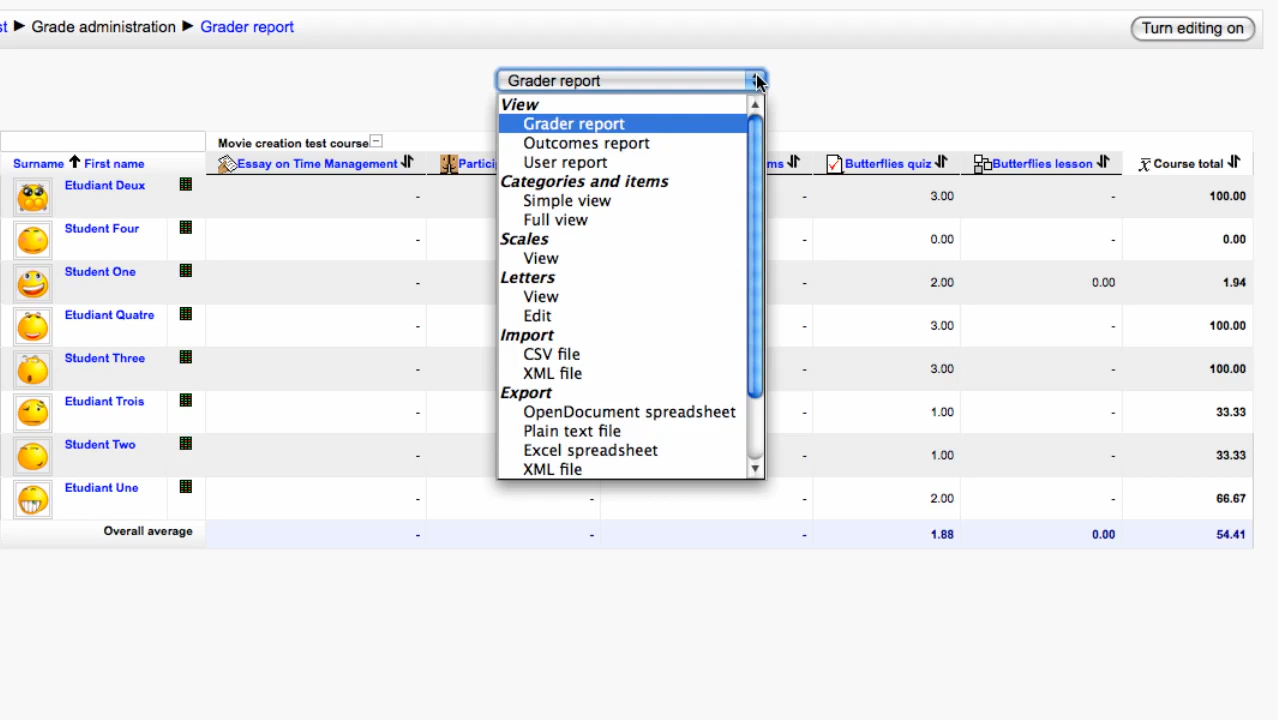 st ► Grade administration ► Grader report
Turn editing on
Grader report
View
Grader report
Outcomes report
User report
Categories and items
Simple view
Full view
Scales
View
Letters
View
Edit
Import
CSV file
XML file
Export
OpenDocument spreadsheet
Plain text file
Excel spreadsheet
XML file
Movie creation test course
Surname First name Essay on Time Management Partici ms Butterflies quiz Butterflies lesson x̄ Course total
Etudiant Deux - - 3.00 - 100.00
Student Four - - 0.00 - 0.00
Student One - - 2.00 0.00 1.94
Etudiant Quatre - - 3.00 - 100.00
Student Three - - 3.00 - 100.00
Etudiant Trois - - 1.00 - 33.33
Student Two - - 1.00 - 33.33
Etudiant Une - - - 2.00 - 66.67
Overall average - - - 1.88 0.00 54.41